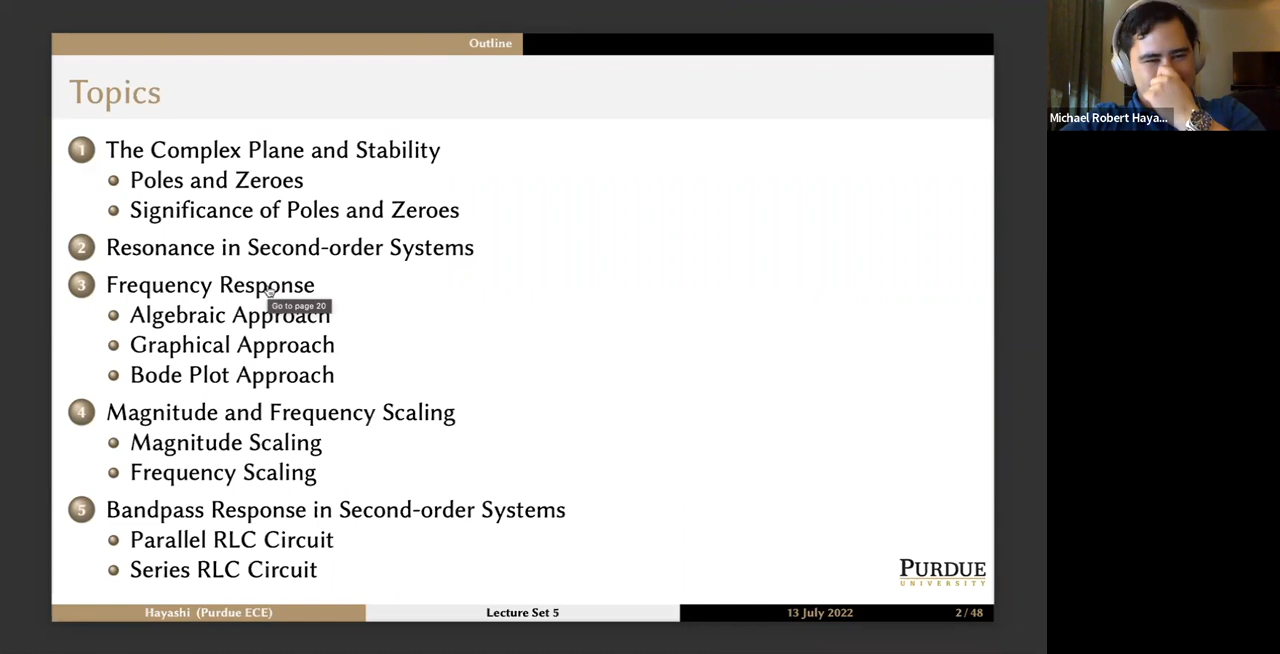 Outline
Topics
1 The Complex Plane and Stability
Poles and Zeroes
Significance of Poles and Zeroes
2 Resonance in Second-order Systems
3 Frequency Response
Go to page 20
Algebraic Approach
Graphical Approach
Bode Plot Approach
4 Magnitude and Frequency Scaling
Magnitude Scaling
Frequency Scaling
5 Bandpass Response in Second-order Systems
Parallel RLC Circuit
Series RLC Circuit
PURDUE
UNIVERSITY
Hayashi (Purdue ECE) Lecture Set 5 13 July 2022 2 / 48
Michael Robert Haya...